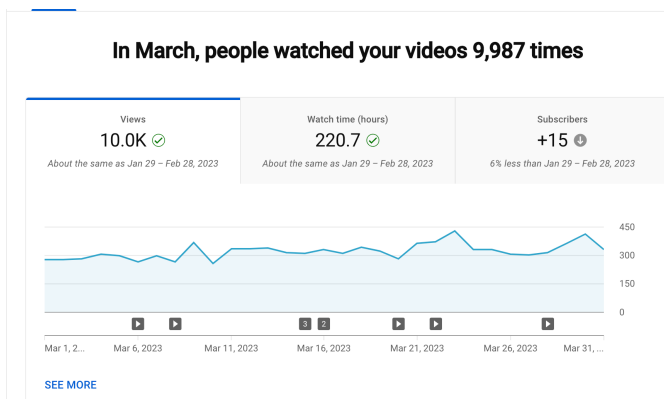 In March, people watched your videos 9,987 times
Views
10.0K
About the same as Jan 29 – Feb 28, 2023
Watch time (hours)
220.7
About the same as Jan 29 – Feb 28, 2023
Subscribers
+15
6% less than Jan 29 – Feb 28, 2023
450
300
150
0
3 2
Mar 1, 2... Mar 6, 2023 Mar 11, 2023 Mar 16, 2023 Mar 21, 2023 Mar 26, 2023 Mar 31, ...
SEE MORE